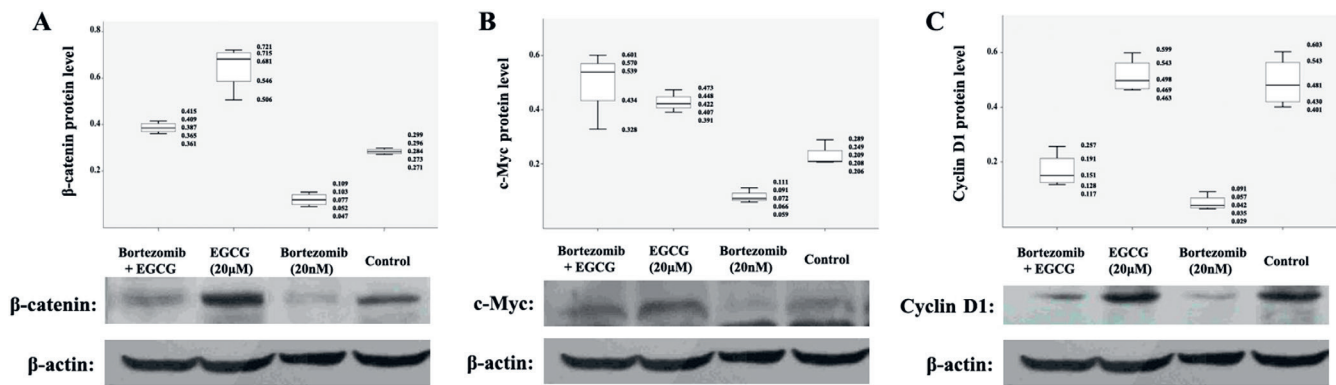 A
β-catenin protein level
0.8
0.6
0.4
0.2
0.415
0.409
0.387
0.365
0.361
0.721
0.715
0.681
0.546
0.506
0.109
0.103
0.077
0.052
0.047
0.299
0.296
0.284
0.273
0.271
Bortezomib
+ EGCG
EGCG
(20μM)
Bortezomib
(20nM)
Control
β-catenin:
β-actin:
B
c-Myc protein level
0.6
0.4
0.2
0.601
0.570
0.539
0.434
0.328
0.473
0.448
0.422
0.407
0.391
0.111
0.091
0.072
0.066
0.059
0.289
0.249
0.209
0.208
0.206
Bortezomib
+ EGCG
EGCG
(20μM)
Bortezomib
(20nM)
Control
c-Myc:
β-actin:
C
Cyclin D1 protein level
0.6
0.4
0.2
0.257
0.191
0.151
0.128
0.117
0.599
0.543
0.498
0.469
0.463
0.091
0.057
0.042
0.035
0.029
0.603
0.543
0.481
0.430
0.401
Bortezomib
+ EGCG
EGCG
(20μM)
Bortezomib
(20nM)
Control
Cyclin D1:
β-actin: